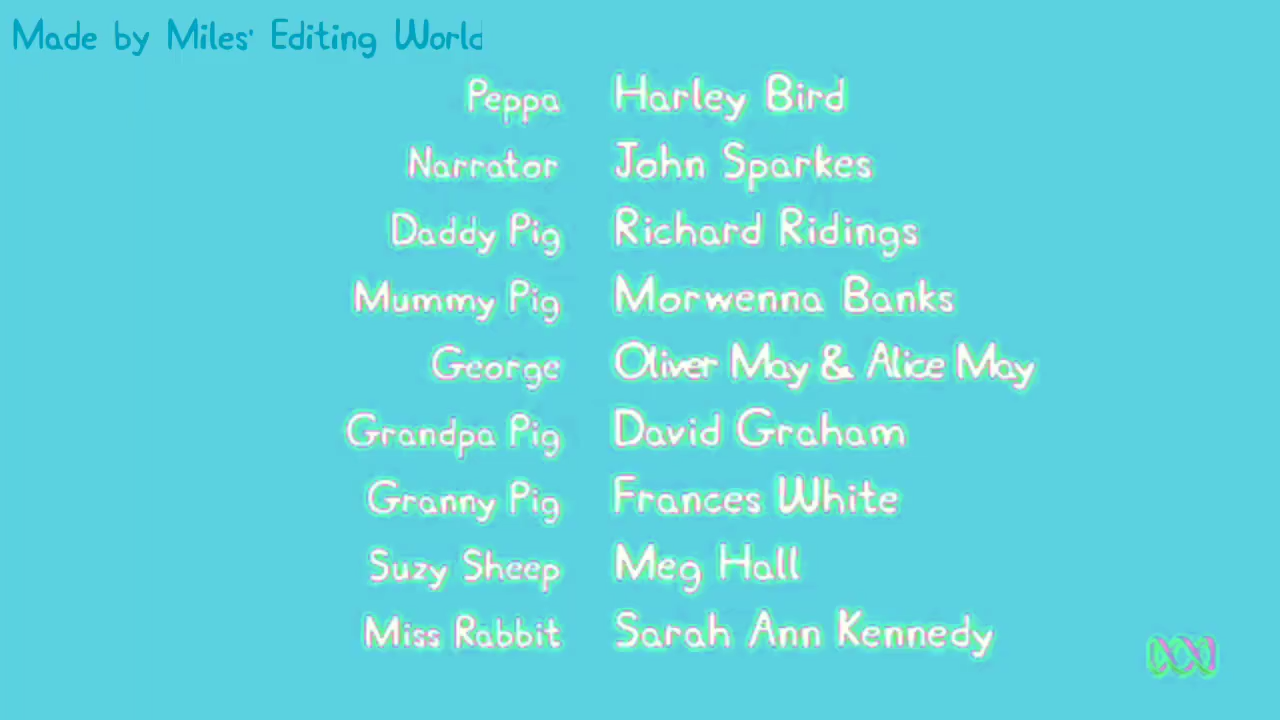 Made by Miles' Editing World
Peppa Harley Bird
Narrator John Sparkes
Daddy Pig Richard Ridings
Mummy Pig Morwenna Banks
George Oliver May & Alice May
Grandpa Pig David Graham
Granny Pig Frances White
Suzy Sheep Meg Hall
Miss Rabbit Sarah Ann Kennedy